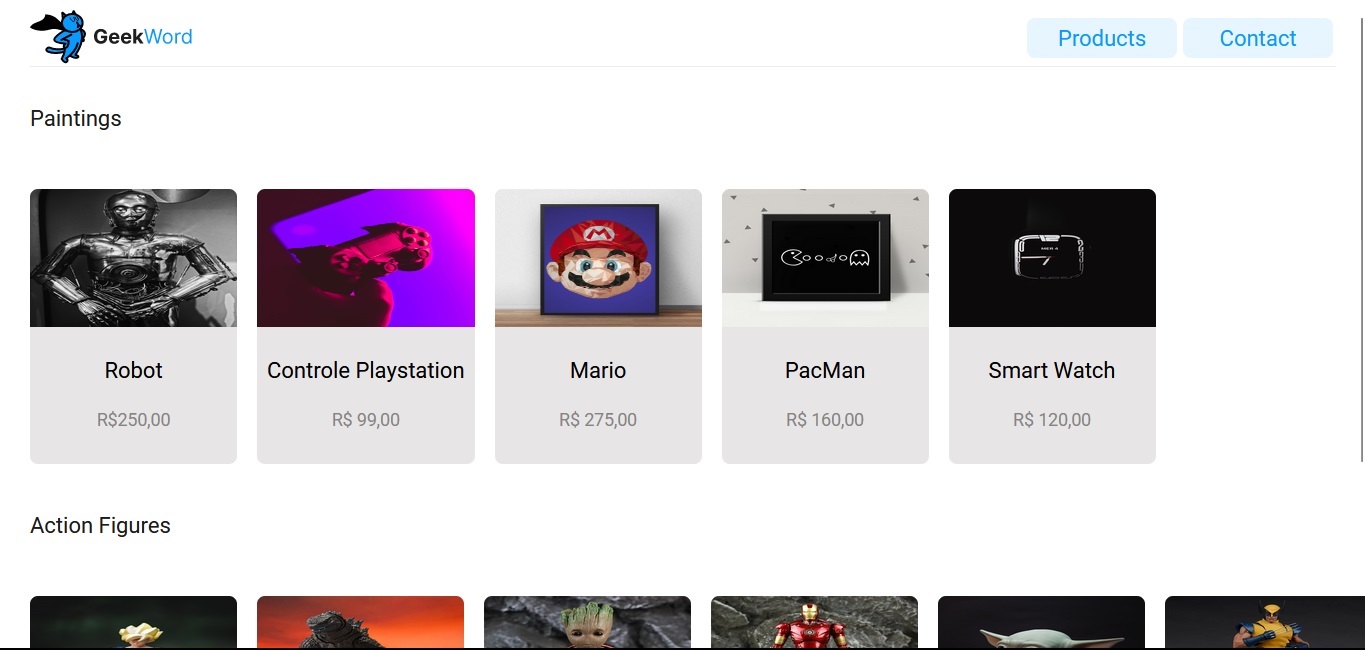 GeekWord
Products
Contact
Paintings
Robot
R$250,00
Controle Playstation
R$ 99,00
Mario
R$ 275,00
PacMan
R$ 160,00
Smart Watch
R$ 120,00
Action Figures